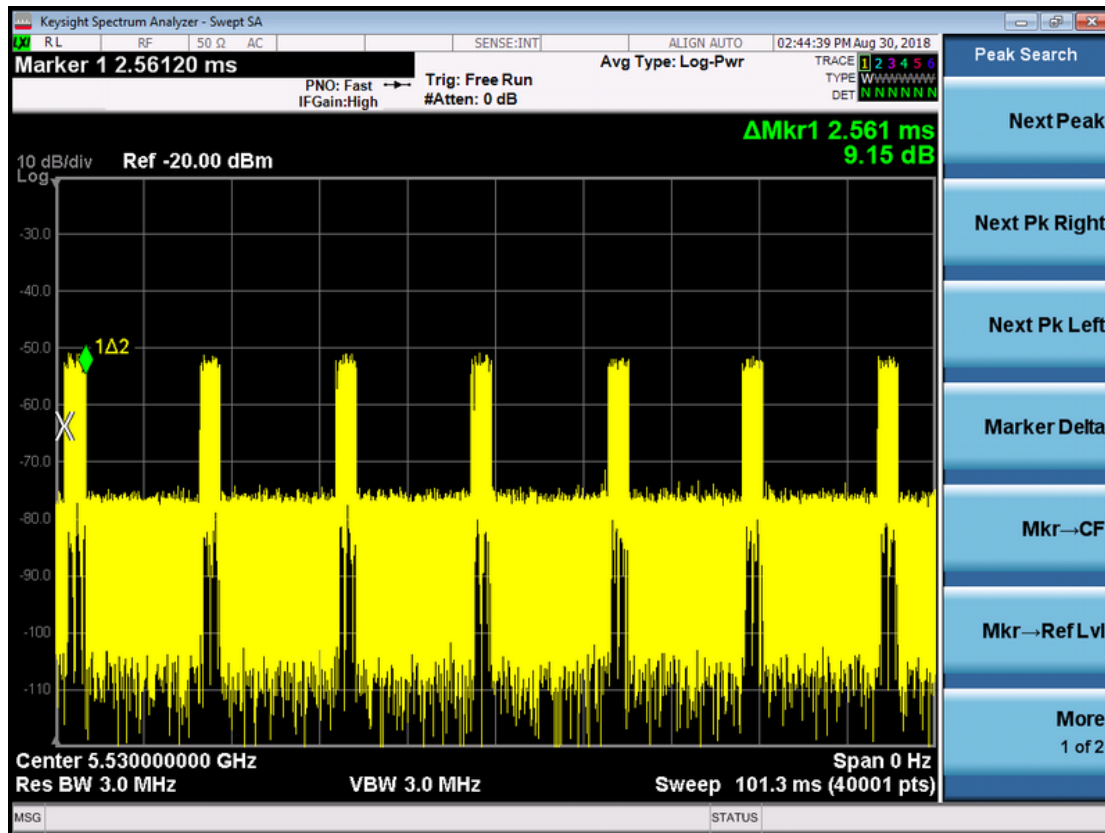 Keysight Spectrum Analyzer - Swept SA
LXI RL RF 50 Ω AC SENSE:INT ALIGN AUTO 02:44:39 PM Aug 30, 2018
Marker 1 2.56120 ms
PNO: Fast
IFGain:High
Trig: Free Run
#Atten: 0 dB
Avg Type: Log-Pwr
TRACE 1 2 3 4 5 6
TYPE WWWWWW
DET N N N N N N
ΔMkr1 2.561 ms
9.15 dB
10 dB/div Ref -20.00 dBm
Log
-30.0
-40.0
-50.0
1Δ2
-60.0
X
-70.0
-80.0
-90.0
-100
-110
Center 5.530000000 GHz Span 0 Hz
Res BW 3.0 MHz VBW 3.0 MHz Sweep 101.3 ms (40001 pts)
MSG STATUS
Peak Search
Next Peak
Next Pk Right
Next Pk Left
Marker Delta
Mkr→CF
Mkr→Ref Lvl
More
1 of 2